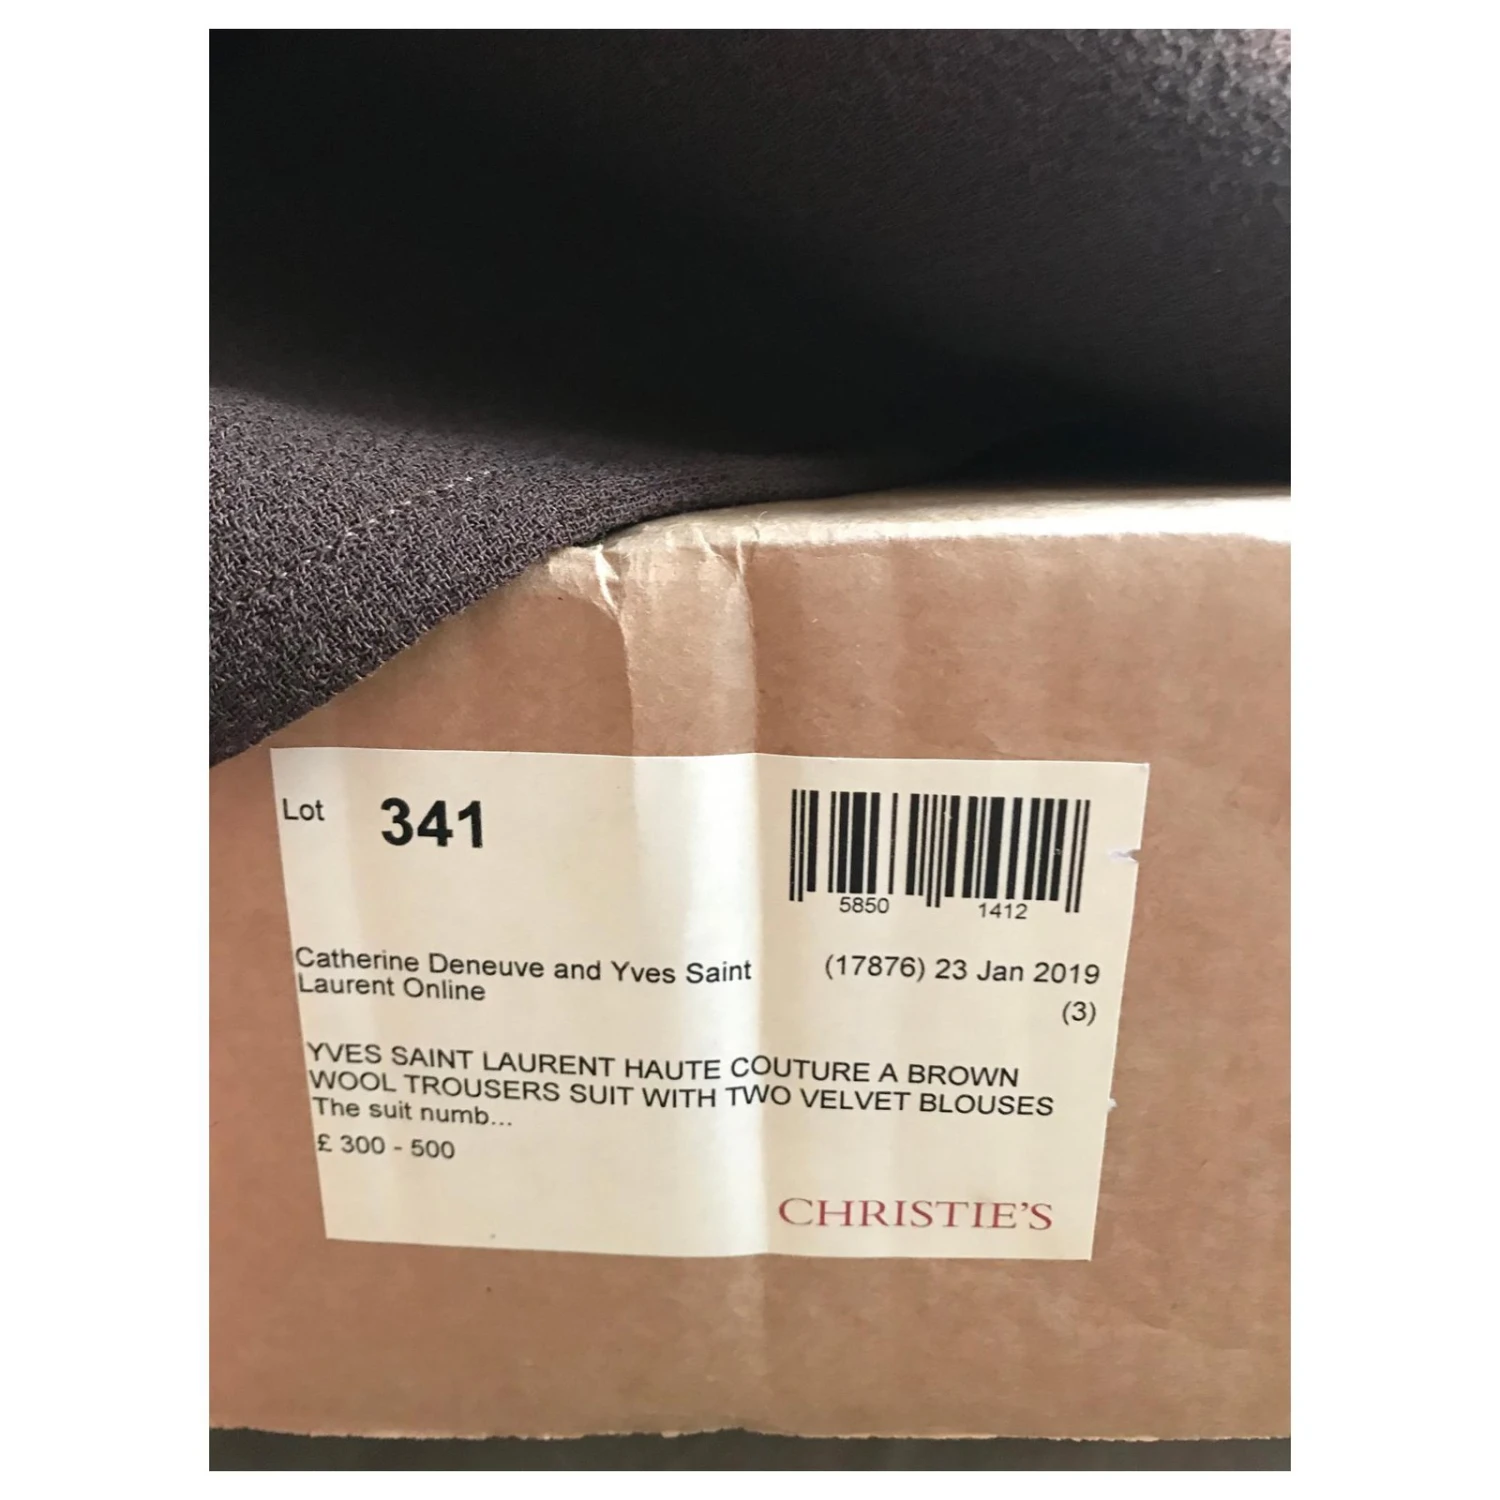 Lot 341
5850 1412
Catherine Deneuve and Yves Saint
Laurent Online
(17876) 23 Jan 2019
(3)
YVES SAINT LAURENT HAUTE COUTURE A BROWN
WOOL TROUSERS SUIT WITH TWO VELVET BLOUSES
The suit numb...
£ 300 - 500
CHRISTIE'S